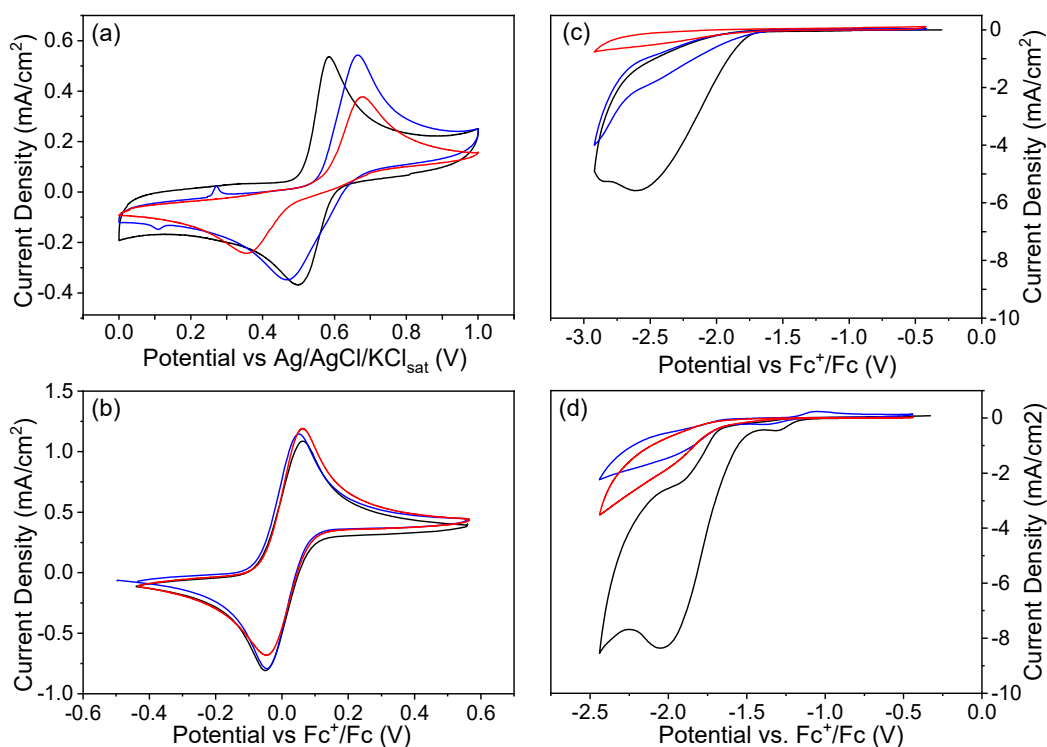 (a)
0.6
0.4
0.2
0.0
-0.2
-0.4
Current Density (mA/cm²)
0.0 0.2 0.4 0.6 0.8 1.0
Potential vs Ag/AgCl/KCl_sat (V)
(c)
0
-2
-4
-6
-8
-10
Current Density (mA/cm²)
-3.0 -2.5 -2.0 -1.5 -1.0 -0.5 0.0
Potential vs Fc⁺/Fc (V)
(b)
1.5
1.0
0.5
0.0
-0.5
-1.0
Current Density (mA/cm²)
-0.6 -0.4 -0.2 0.0 0.2 0.4 0.6
Potential vs Fc⁺/Fc (V)
(d)
0
-2
-4
-6
-8
-10
Current Density (mA/cm2)
-2.5 -2.0 -1.5 -1.0 -0.5 0.0
Potential vs. Fc⁺/Fc (V)